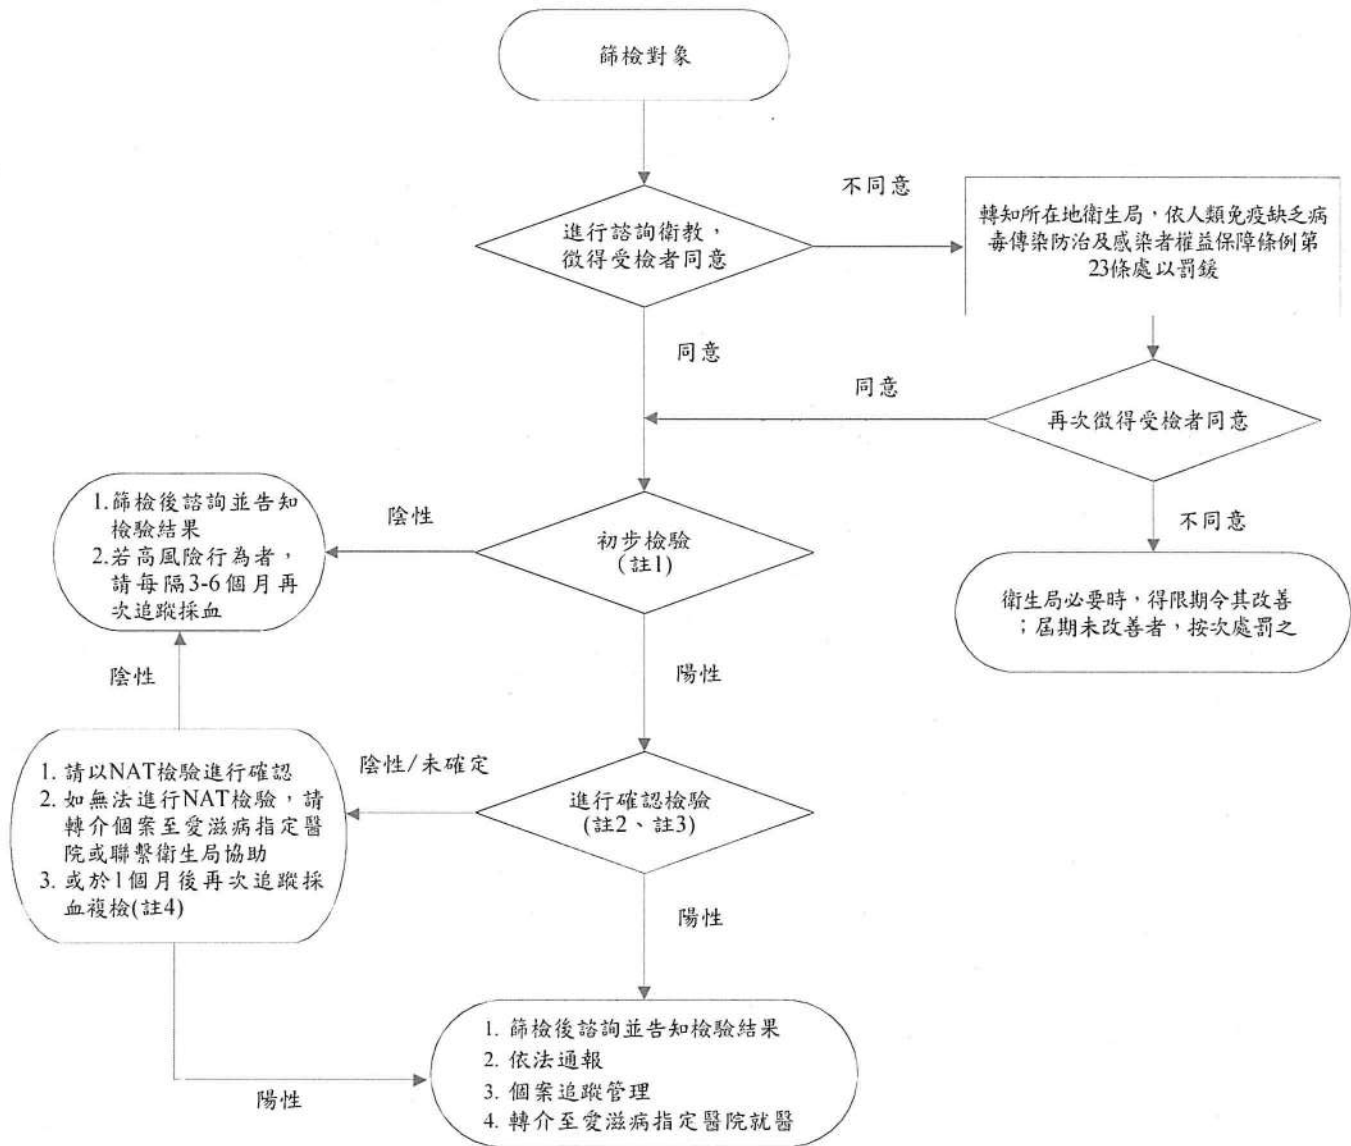 篩檢對象
不同意
進行諮詢衛教，
徵得受檢者同意
轉知所在地衛生局，依人類免疫缺乏病
毒傳染防治及感染者權益保障條例第
23條處以罰鍰
同意
同意
再次徵得受檢者同意
不同意
衛生局必要時，得限期令其改善
；屆期未改善者，按次處罰之
1.篩檢後諮詢並告知
檢驗結果
2.若高風險行為者，
請每隔3-6個月再
次追蹤採血
陰性
初步檢驗
(註1)
陰性
陽性
1. 請以NAT檢驗進行確認
2. 如無法進行NAT檢驗，請
轉介個案至愛滋病指定醫
院或聯繫衛生局協助
3. 或於1個月後再次追蹤採
血複檢(註4)
陰性/未確定
進行確認檢驗
(註2、註3)
陽性
陽性
1. 篩檢後諮詢並告知檢驗結果
2. 依法通報
3. 個案追蹤管理
4. 轉介至愛滋病指定醫院就醫